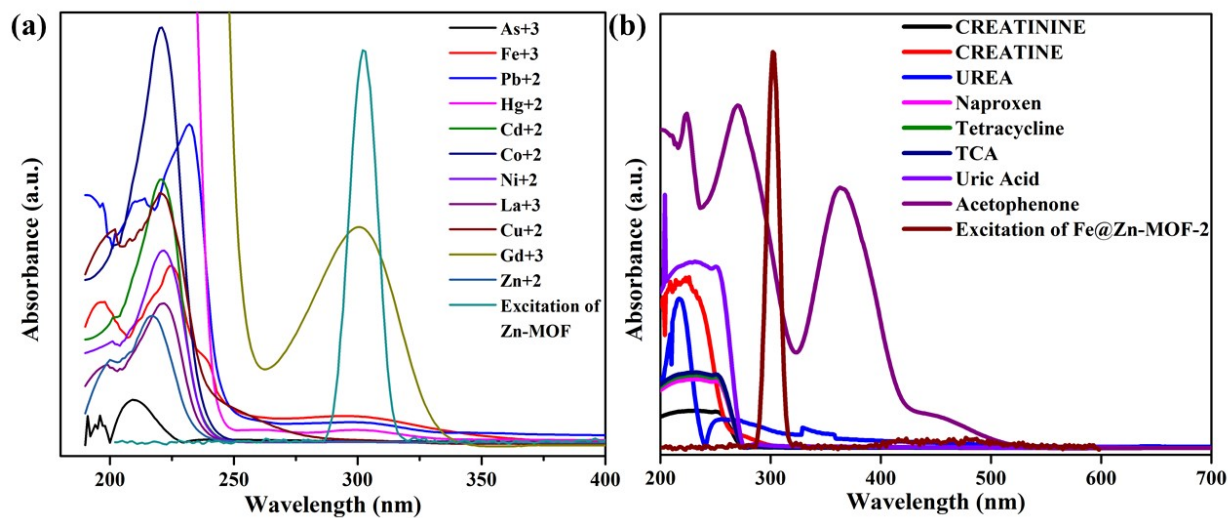 (a)
As+3
Fe+3
Pb+2
Hg+2
Cd+2
Co+2
Ni+2
La+3
Cu+2
Gd+3
Zn+2
Excitation of
Zn-MOF
Absorbance (a.u.)
200
250
300
350
400
Wavelength (nm)
(b)
CREATININE
CREATINE
UREA
Naproxen
Tetracycline
TCA
Uric Acid
Acetophenone
Excitation of Fe@Zn-MOF-2
Absorbance (a.u.)
200
300
400
500
600
700
Wavelength (nm)